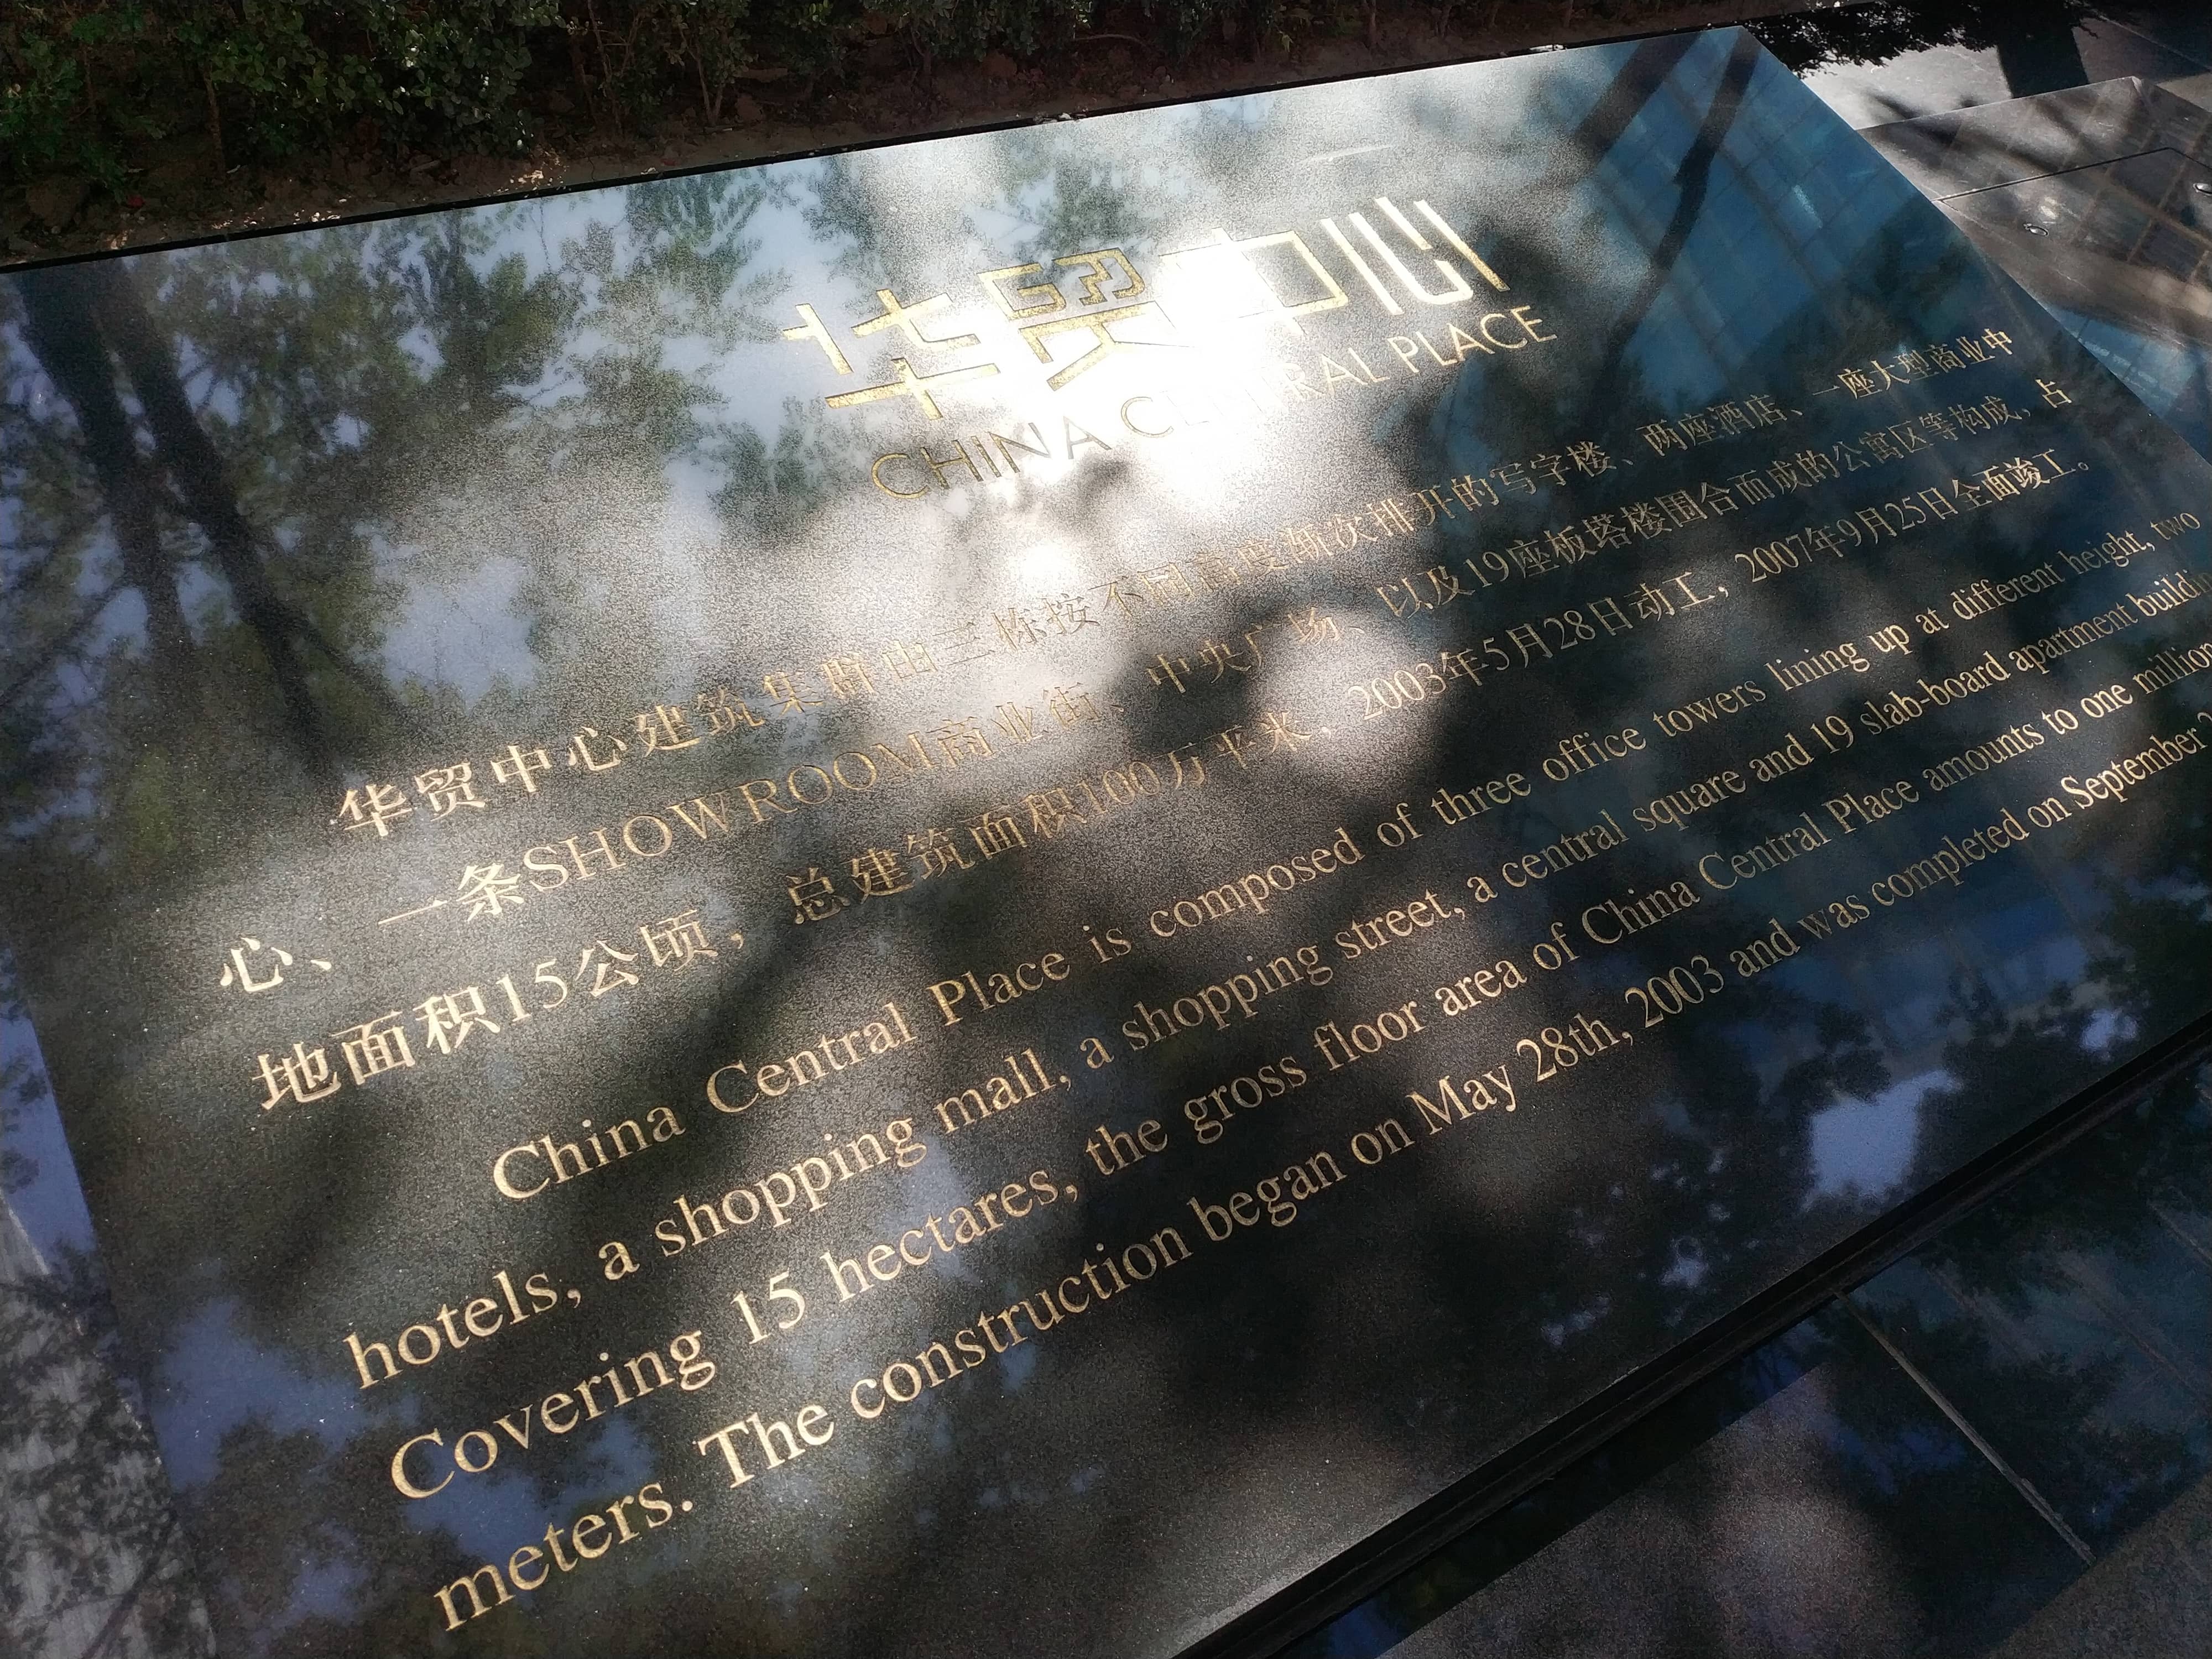 华贸中心
CHINA CENTRAL PLACE
华贸中心建筑集群由三栋按不同高度渐次排开的写字楼、两座酒店、一座大型商业中
心、一条SHOWROOM商业街、中央广场、以及19座板塔楼围合而成的公寓区等构成，占
地面积15公顷，总建筑面积100万平米，2003年5月28日动工，2007年9月25日全面竣工。
China Central Place is composed of three office towers lining up at different height, two
hotels, a shopping mall, a shopping street, a central square and 19 slab-board apartment
Covering 15 hectares, the gross floor area of China Central Place amounts to one million
meters. The construction began on May 28th, 2003 and was completed on September